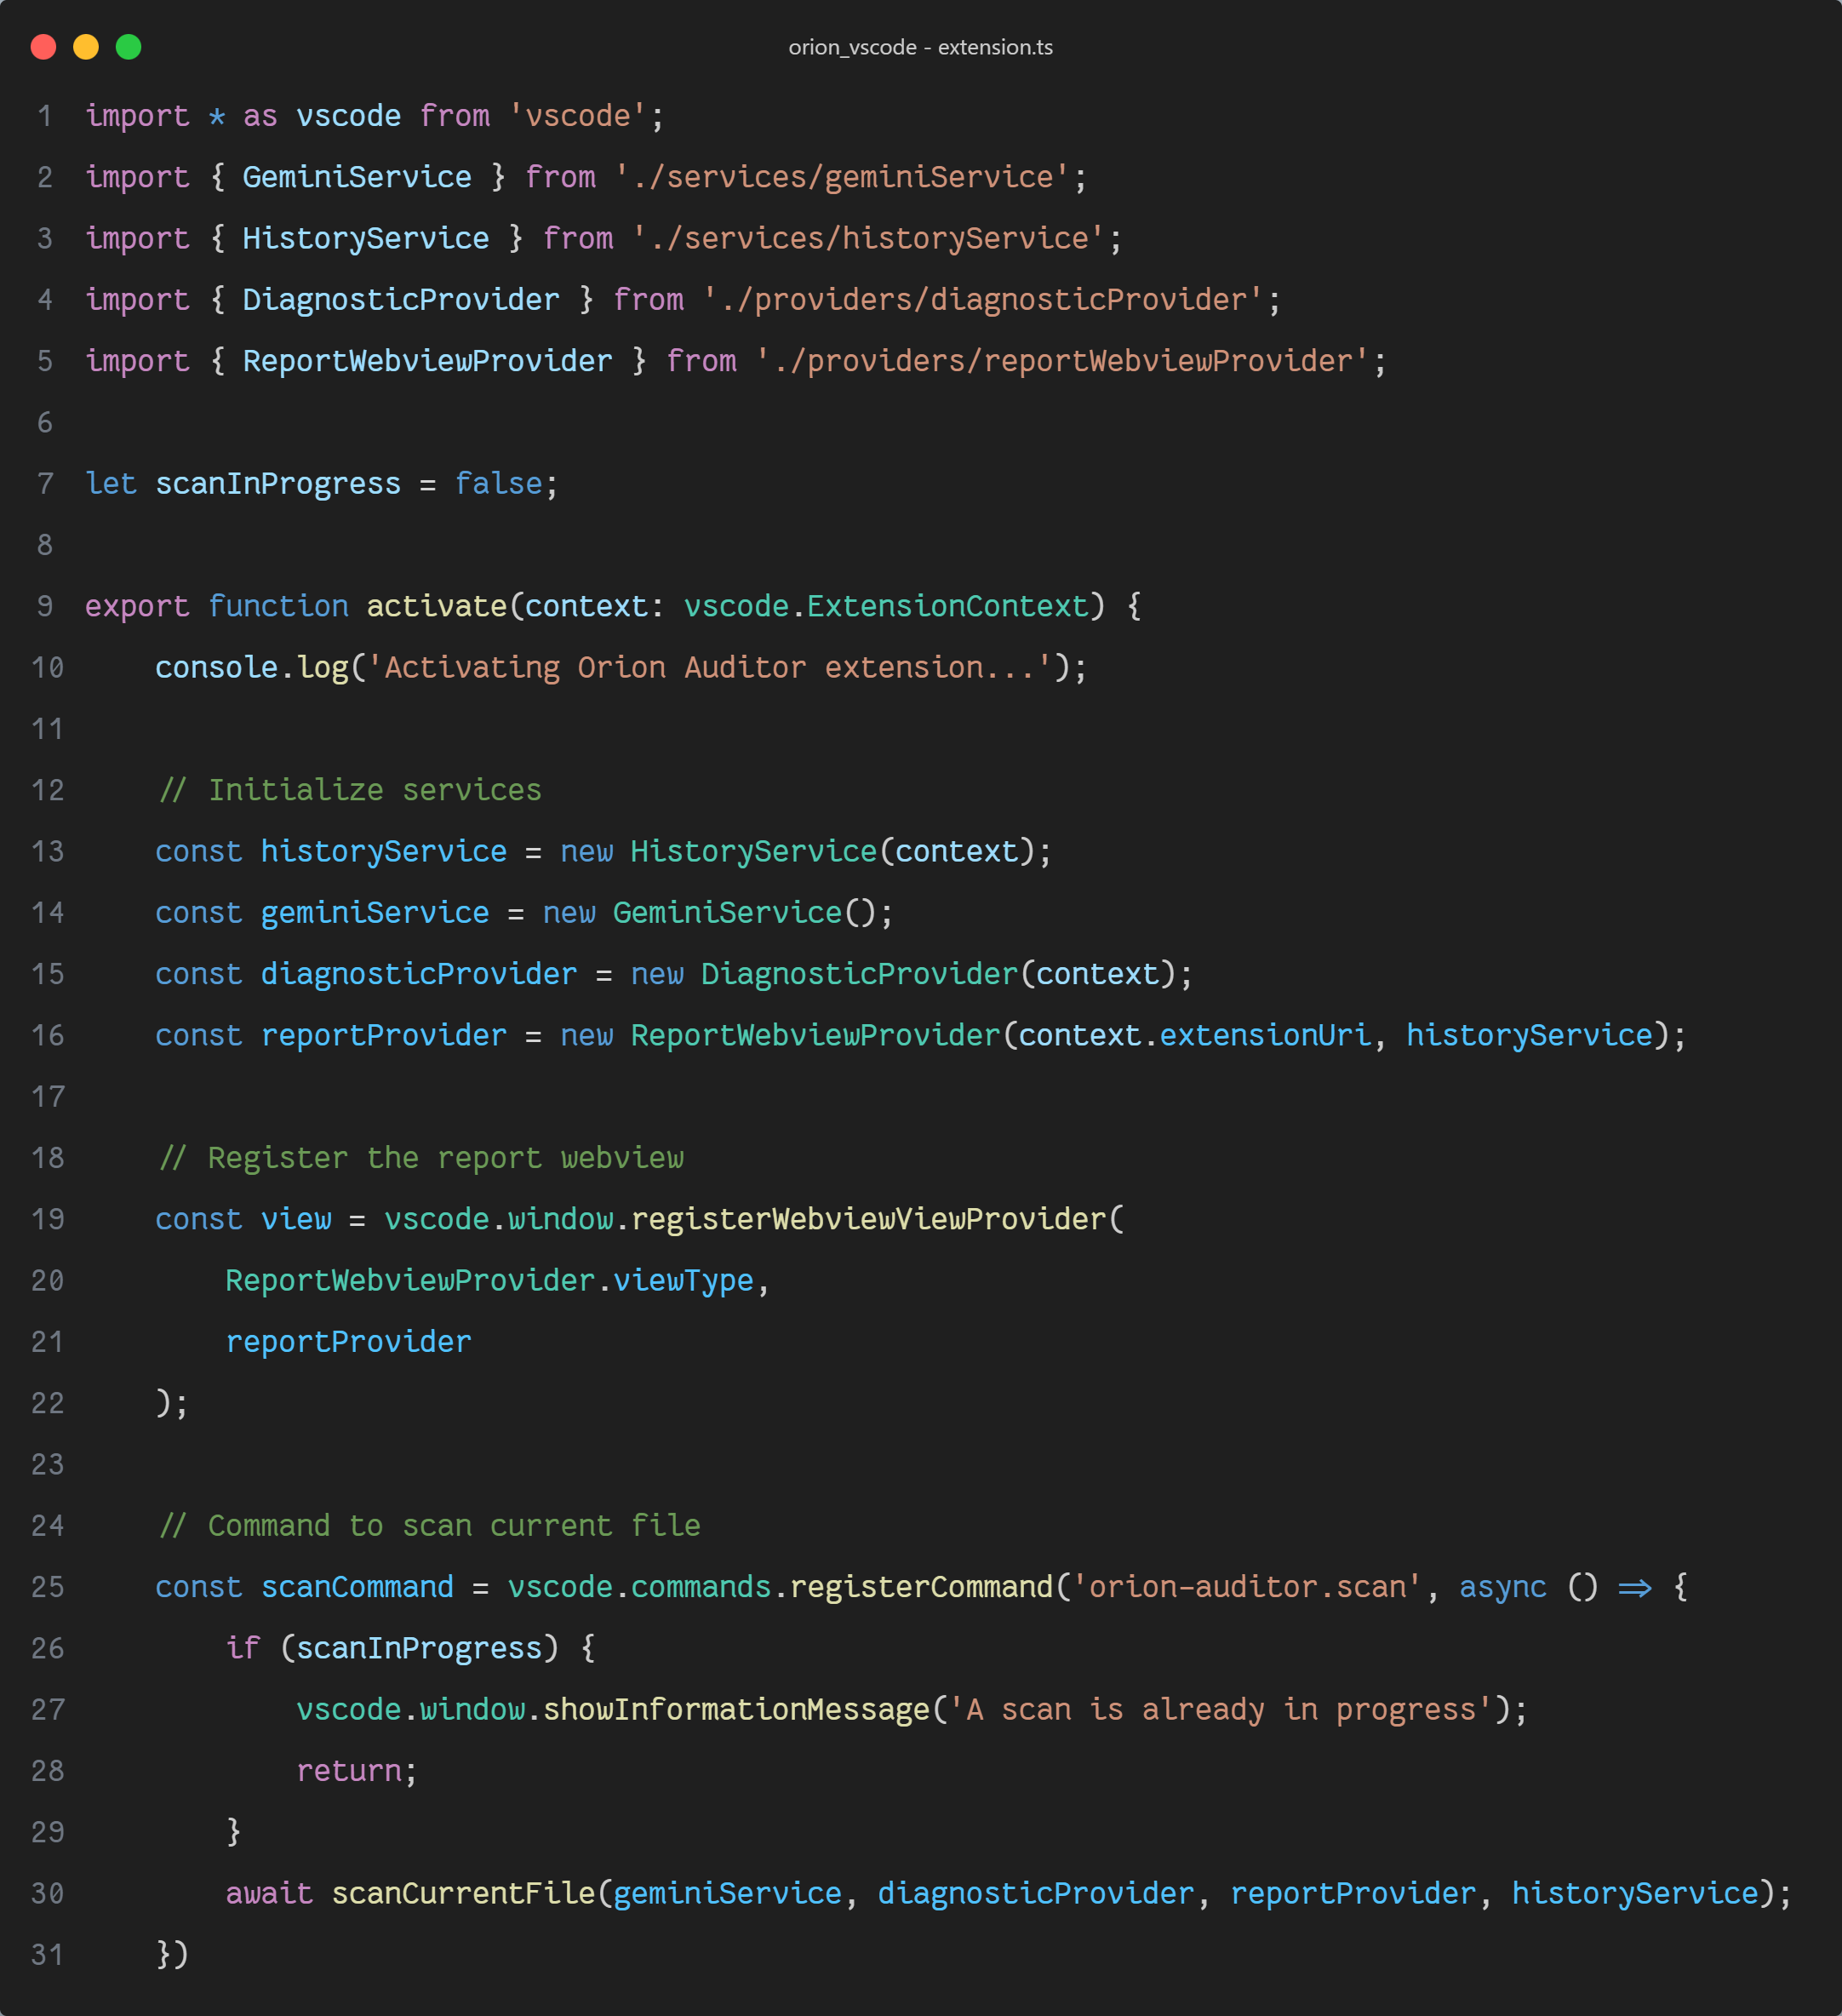 orion_vscode - extension.ts
1 import * as vscode from 'vscode';
2 import { GeminiService } from './services/geminiService';
3 import { HistoryService } from './services/historyService';
4 import { DiagnosticProvider } from './providers/diagnosticProvider';
5 import { ReportWebviewProvider } from './providers/reportWebviewProvider';
6
7 let scanInProgress = false;
8
9 export function activate(context: vscode.ExtensionContext) {
10     console.log('Activating Orion Auditor extension...');
11
12     // Initialize services
13     const historyService = new HistoryService(context);
14     const geminiService = new GeminiService();
15     const diagnosticProvider = new DiagnosticProvider(context);
16     const reportProvider = new ReportWebviewProvider(context.extensionUri, historyService);
17
18     // Register the report webview
19     const view = vscode.window.registerWebviewViewProvider(
20         ReportWebviewProvider.viewType,
21         reportProvider
22     );
23
24     // Command to scan current file
25     const scanCommand = vscode.commands.registerCommand('orion-auditor.scan', async () => {
26         if (scanInProgress) {
27             vscode.window.showInformationMessage('A scan is already in progress');
28             return;
29         }
30         await scanCurrentFile(geminiService, diagnosticProvider, reportProvider, historyService);
31     })